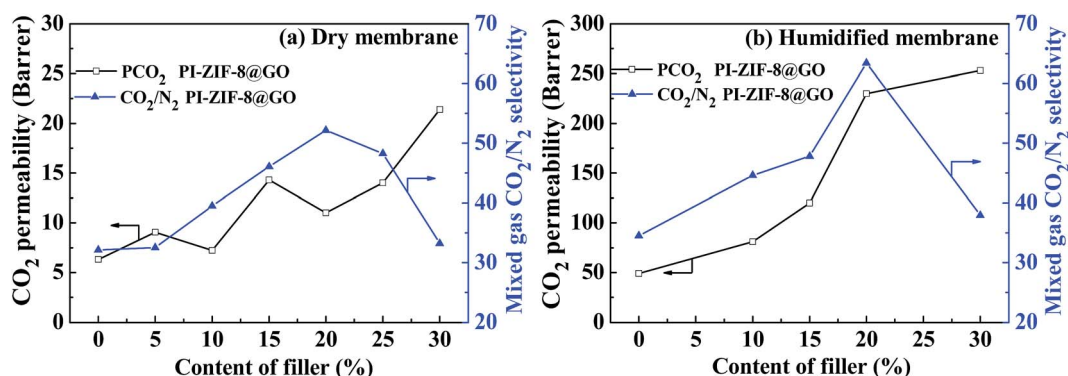 (a) Dry membrane
PCO₂ PI-ZIF-8@GO
CO₂/N₂ PI-ZIF-8@GO
CO₂ permeability (Barrer)
30
25
20
15
10
5
0
Mixed gas CO₂/N₂ selectivity
70
60
50
40
30
20
0 5 10 15 20 25 30
Content of filler (%)
(b) Humidified membrane
PCO₂ PI-ZIF-8@GO
CO₂/N₂ PI-ZIF-8@GO
CO₂ permeability (Barrer)
300
250
200
150
100
50
0
Mixed gas CO₂/N₂ selectivity
70
60
50
40
30
20
0 5 10 15 20 25 30
Content of filler (%)